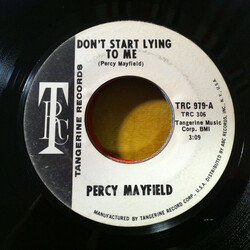 DON'T START LYING
TO ME
(Percy Mayfield)
TRC
TANGERINE RECORDS
TRC 979-A
TRC 306
Tangerine Music
Corp. BMI
3:09
PERCY MAYFIELD
MANUFACTURED BY TANGERINE RECORD CORP.
DISTRIBUTED BY ABC RECORDS, INC.